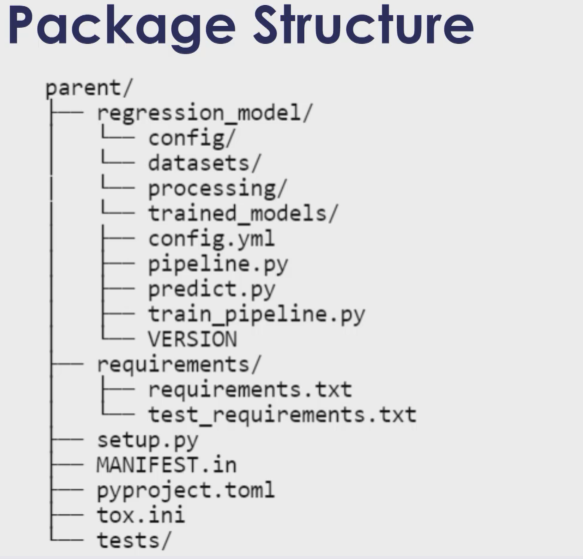 Package Structure
parent/
├── regression_model/
│   └── config/
│   └── datasets/
│   └── processing/
│   └── trained_models/
│   ├── config.yml
│   ├── pipeline.py
│   ├── predict.py
│   ├── train_pipeline.py
│   └── VERSION
├── requirements/
│   ├── requirements.txt
│   └── test_requirements.txt
├── setup.py
├── MANIFEST.in
├── pyproject.toml
├── tox.ini
└── tests/